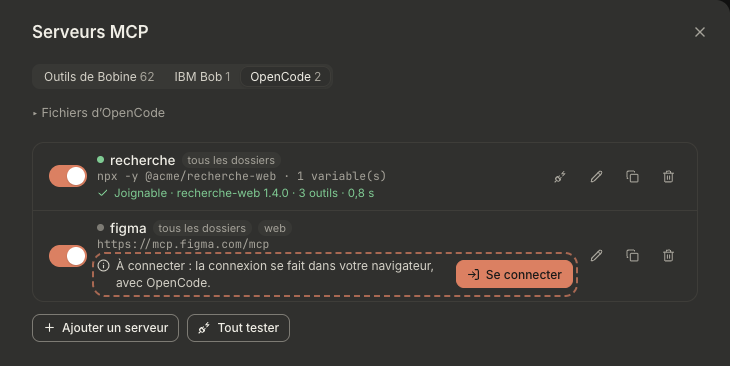 Serveurs MCP
Outils de Bobine 62 IBM Bob 1 OpenCode 2
Fichiers d’OpenCode
recherche tous les dossiers
npx -y @acme/recherche-web · 1 variable(s)
Joignable · recherche-web 1.4.0 · 3 outils · 0,8 s
figma tous les dossiers web
https://mcp.figma.com/mcp
À connecter : la connexion se fait dans votre navigateur,
avec OpenCode.
Se connecter
Ajouter un serveur Tout tester